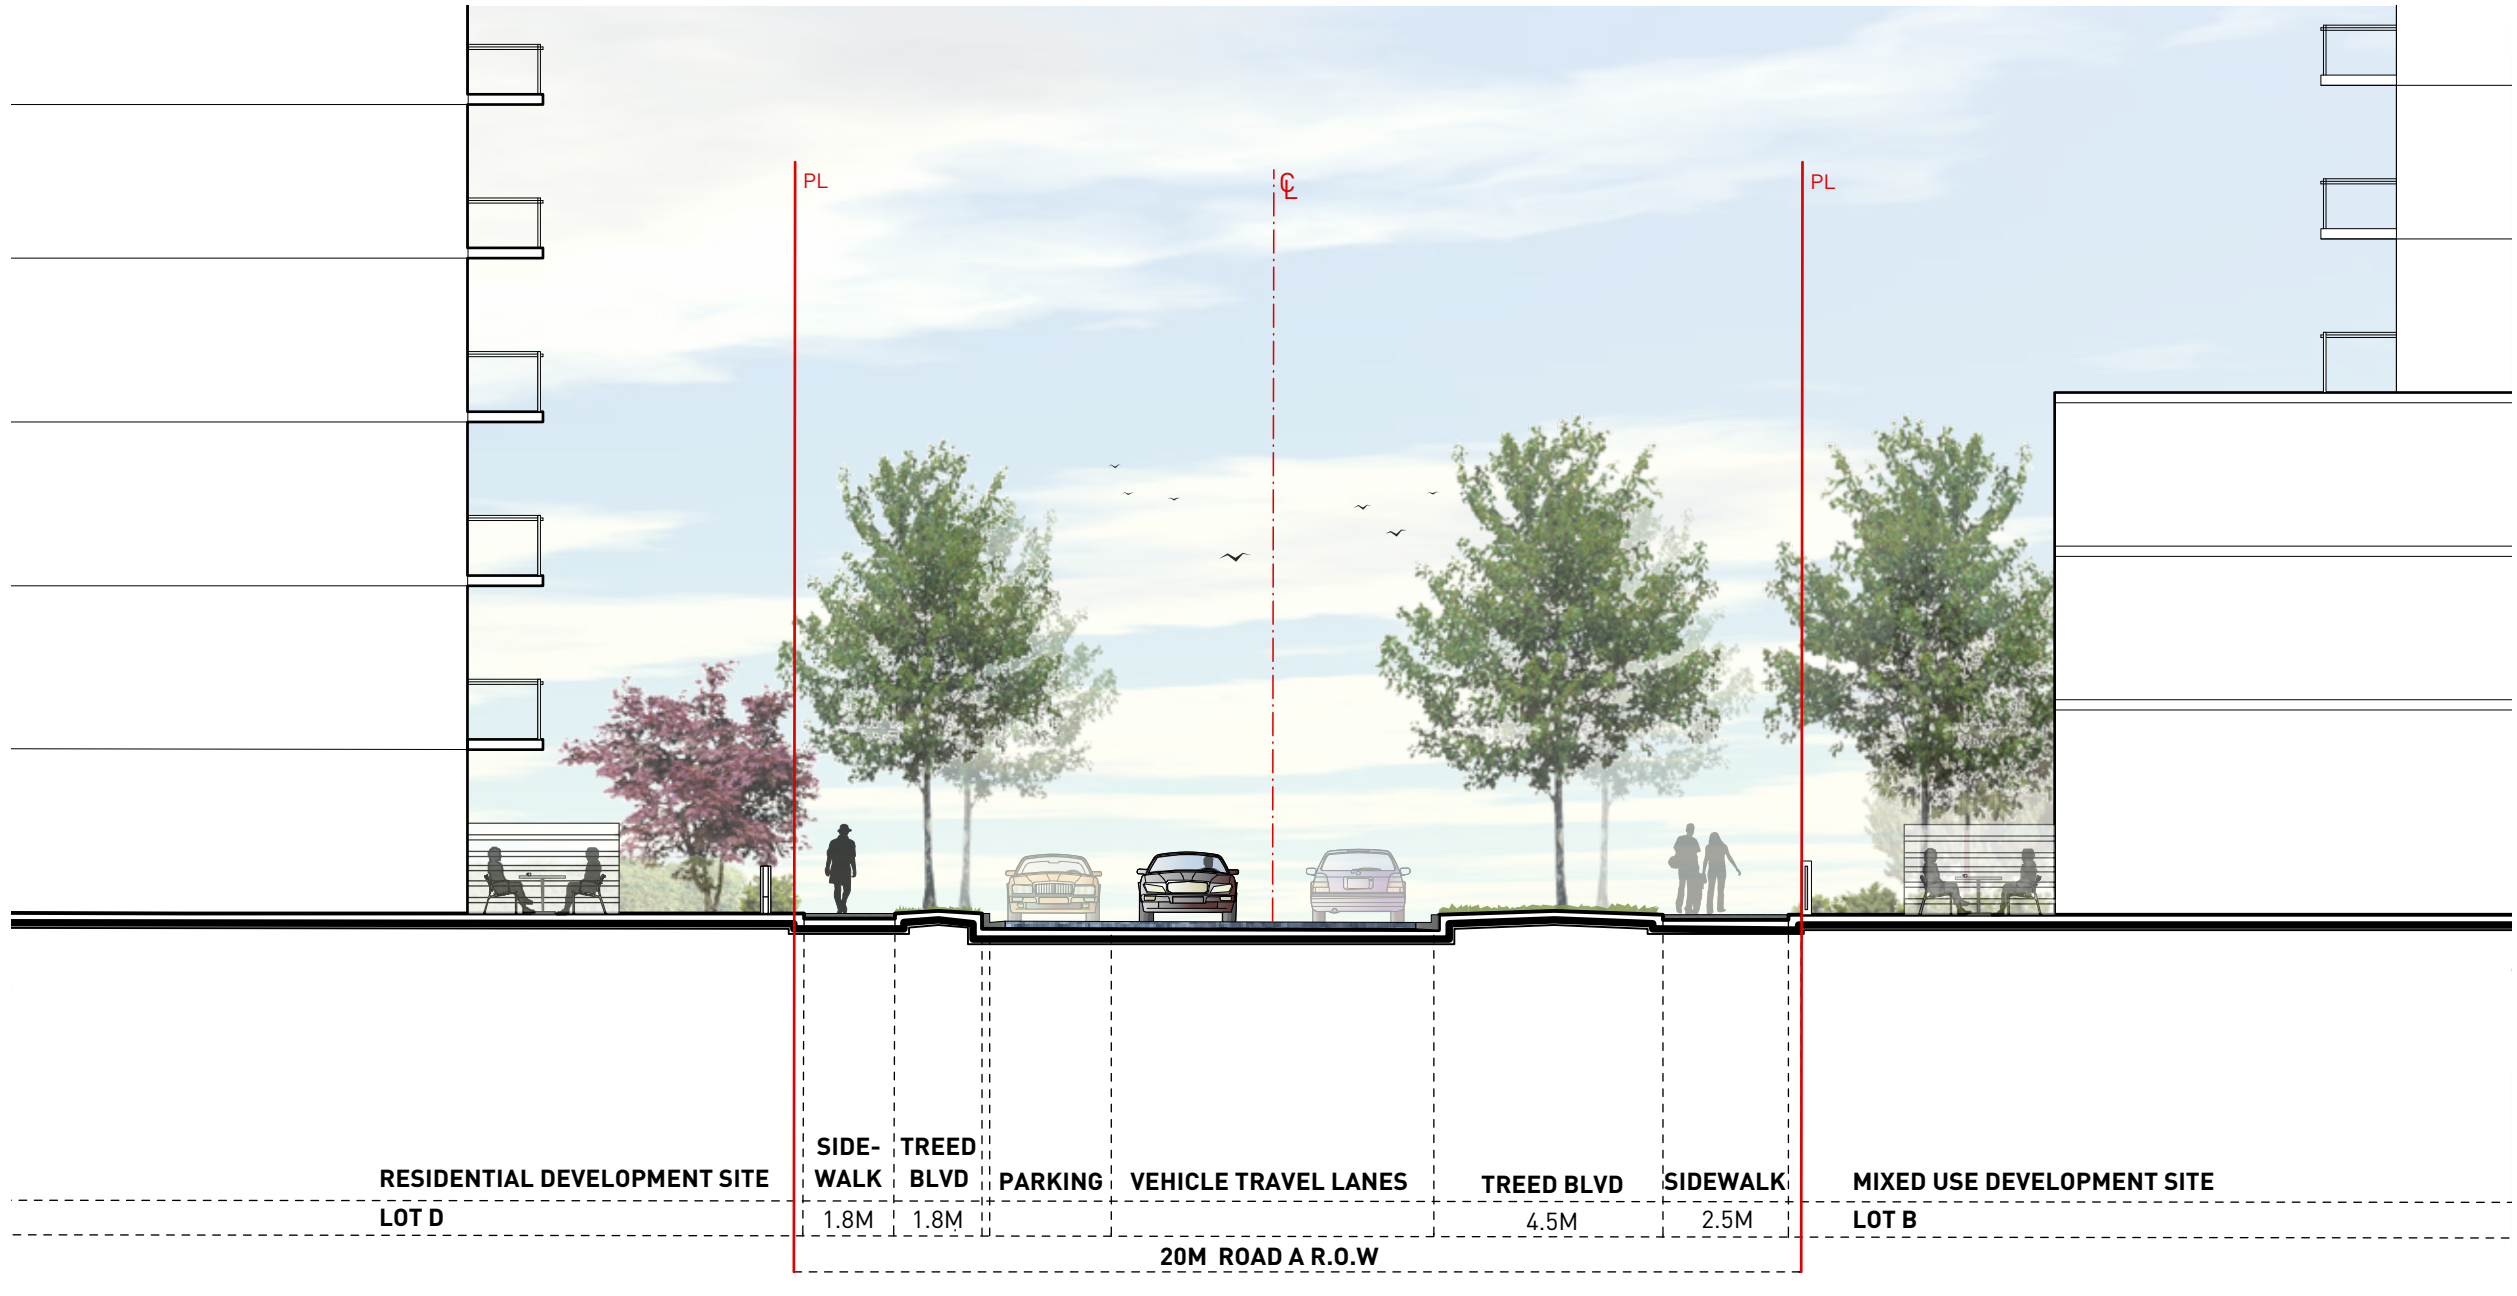 PL
CL
PL
SIDE-
WALK
TREED
BLVD
RESIDENTIAL DEVELOPMENT SITE
PARKING
VEHICLE TRAVEL LANES
TREED BLVD
SIDEWALK
MIXED USE DEVELOPMENT SITE
LOT D
1.8M
1.8M
4.5M
2.5M
LOT B
20M ROAD A R.O.W